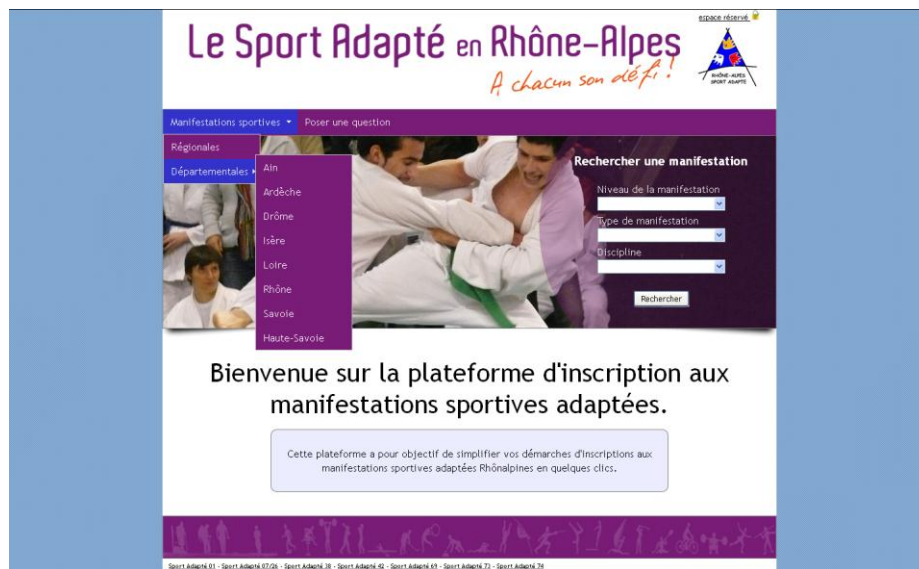 espace réservé
Le Sport Adapté en Rhône-Alpes
A chacun son défi !
RHÔNE-ALPES
SPORT ADAPTÉ
Manifestations sportives
Poser une question
Régionales
Départementales
Ain
Ardèche
Drôme
Isère
Loire
Rhône
Savoie
Haute-Savoie
Rechercher une manifestation
Niveau de la manifestation
Type de manifestation
Discipline
Rechercher
Bienvenue sur la plateforme d'inscription aux
manifestations sportives adaptées.
Cette plateforme a pour objectif de simplifier vos démarches d'inscriptions aux
manifestations sportives adaptées Rhônalpines en quelques clics.
Sport Adapté 01 - Sport Adapté 07/26 - Sport Adapté 38 - Sport Adapté 42 - Sport Adapté 69 - Sport Adapté 73 - Sport Adapté 74